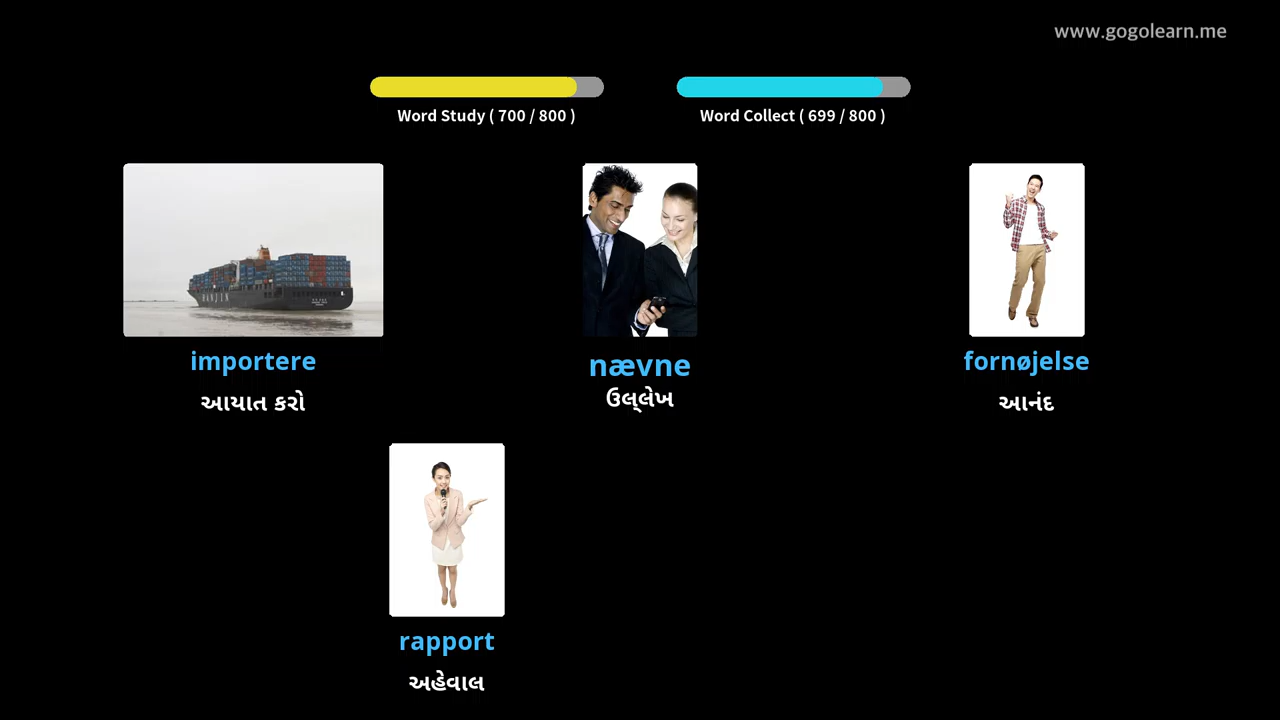 www.gogolearn.me
Word Study ( 700 / 800 )
Word Collect ( 699 / 800 )
importere
આયાત કરો
nævne
ઉલ્લેખ
fornøjelse
આનંદ
rapport
અહેવાલ